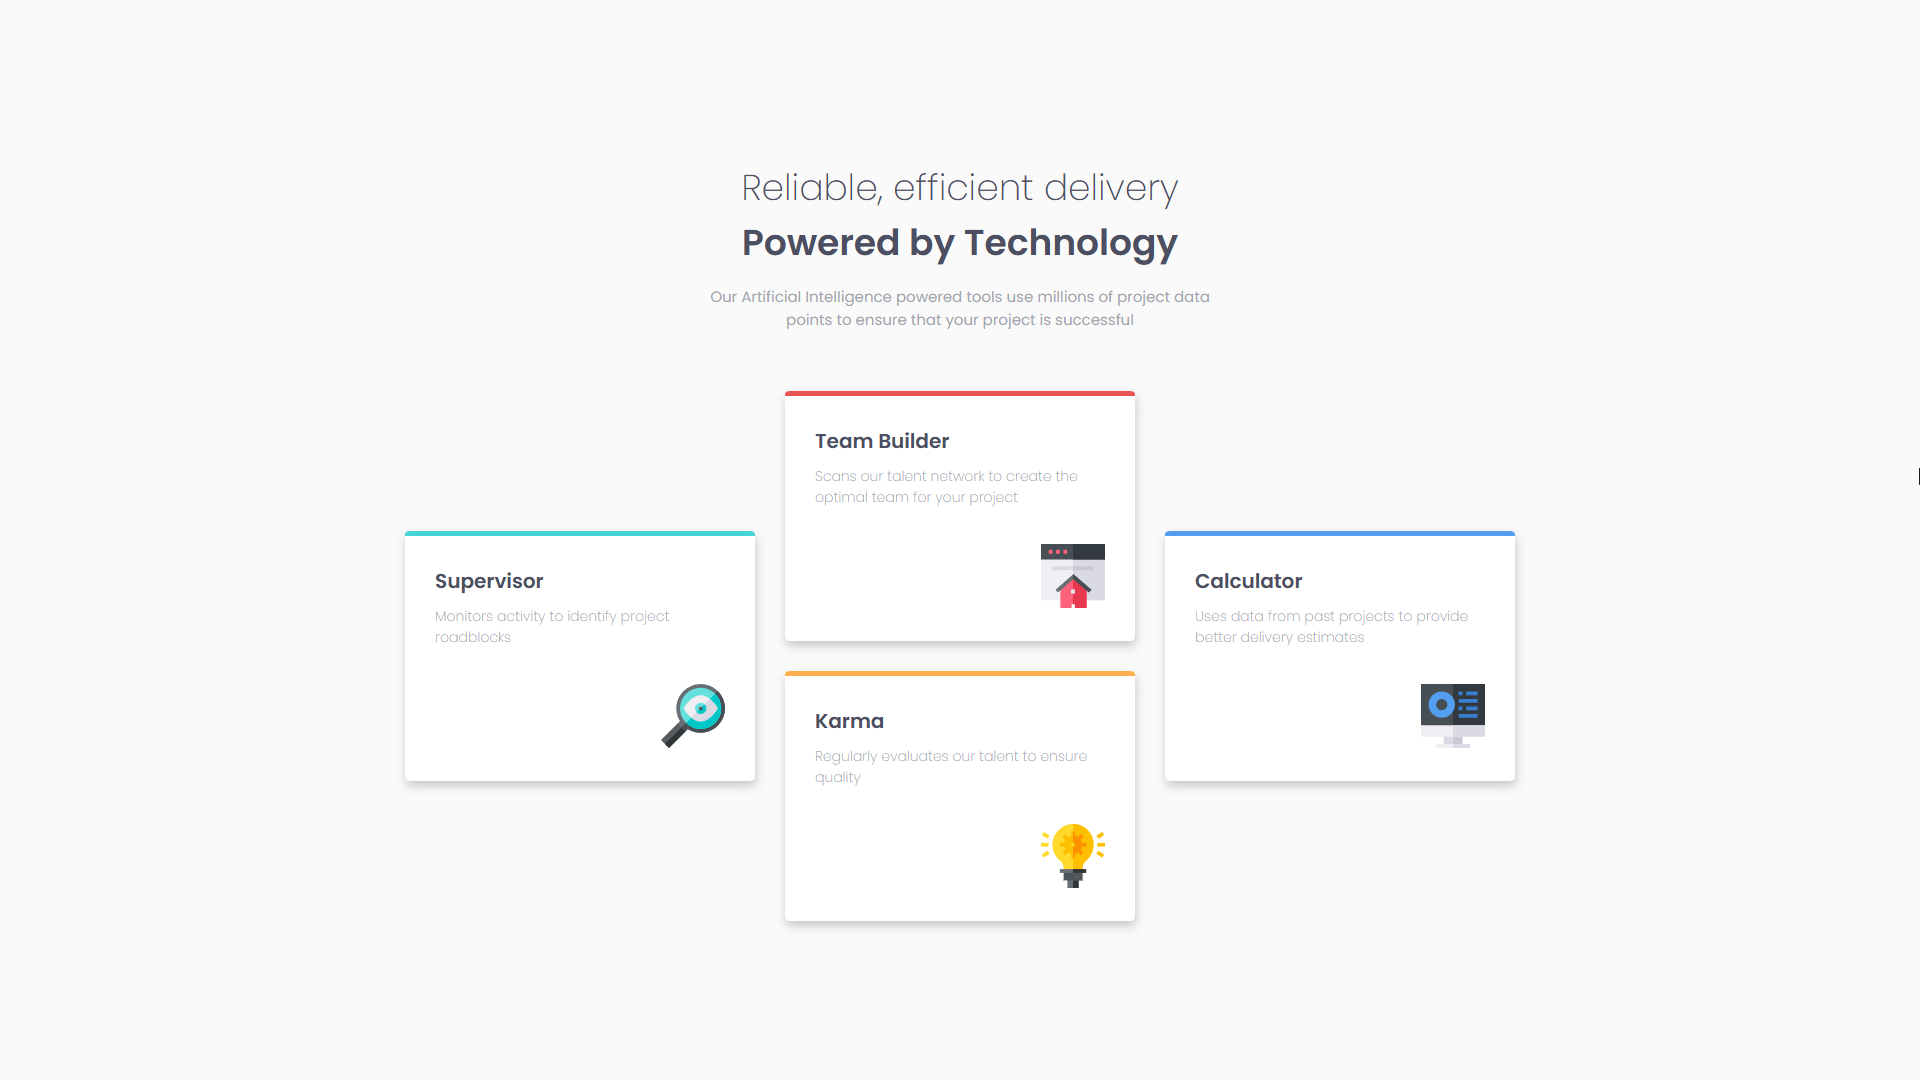 Reliable, efficient delivery
Powered by Technology
Our Artificial Intelligence powered tools use millions of project data
points to ensure that your project is successful
Team Builder
Scans our talent network to create the
optimal team for your project
Supervisor
Monitors activity to identify project
roadblocks
Calculator
Uses data from past projects to provide
better delivery estimates
Karma
Regularly evaluates our talent to ensure
quality